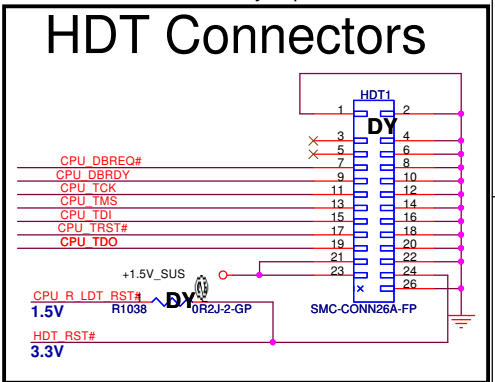 HDT Connectors
HDT1
1 2
DY
3 4
5 6
CPU_DBREQ# 7 8
CPU_DBRDY 9 10
CPU_TCK 11 12
CPU_TMS 13 14
CPU_TDI 15 16
CPU_TRST# 17 18
CPU_TDO 19 20
21 22
+1.5V_SUS 23 24
26
SMC-CONN26A-FP
CPU_R_LDT_RST#
R1038 DY 0R2J-2-GP
1.5V
HDT_RST#
3.3V